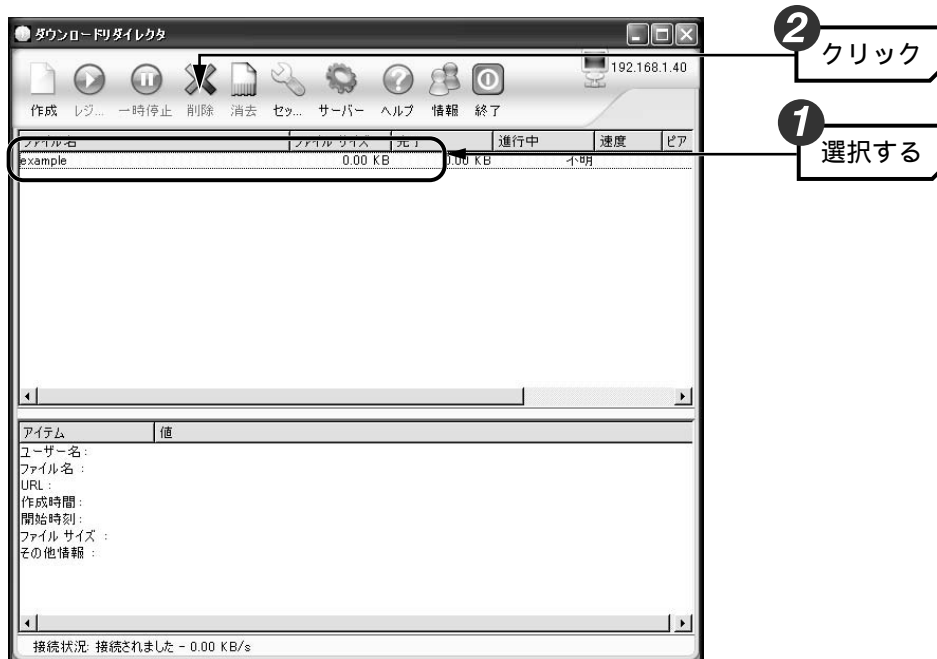 ダウンロードリダイレクタ
2
クリック
192.168.1.40
作成 レジ... 一時停止 削除 消去 セッ... サーバー ヘルプ 情報 終了
1
選択する
ファイル名 ファイル サイズ 完了 進行中 速度 ピア
example 0.00 KB 0.00 KB 不明
アイテム 値
ユーザー名 :
ファイル名 :
URL :
作成時間 :
開始時刻 :
ファイル サイズ :
その他情報 :
接続状況: 接続されました - 0.00 KB/s